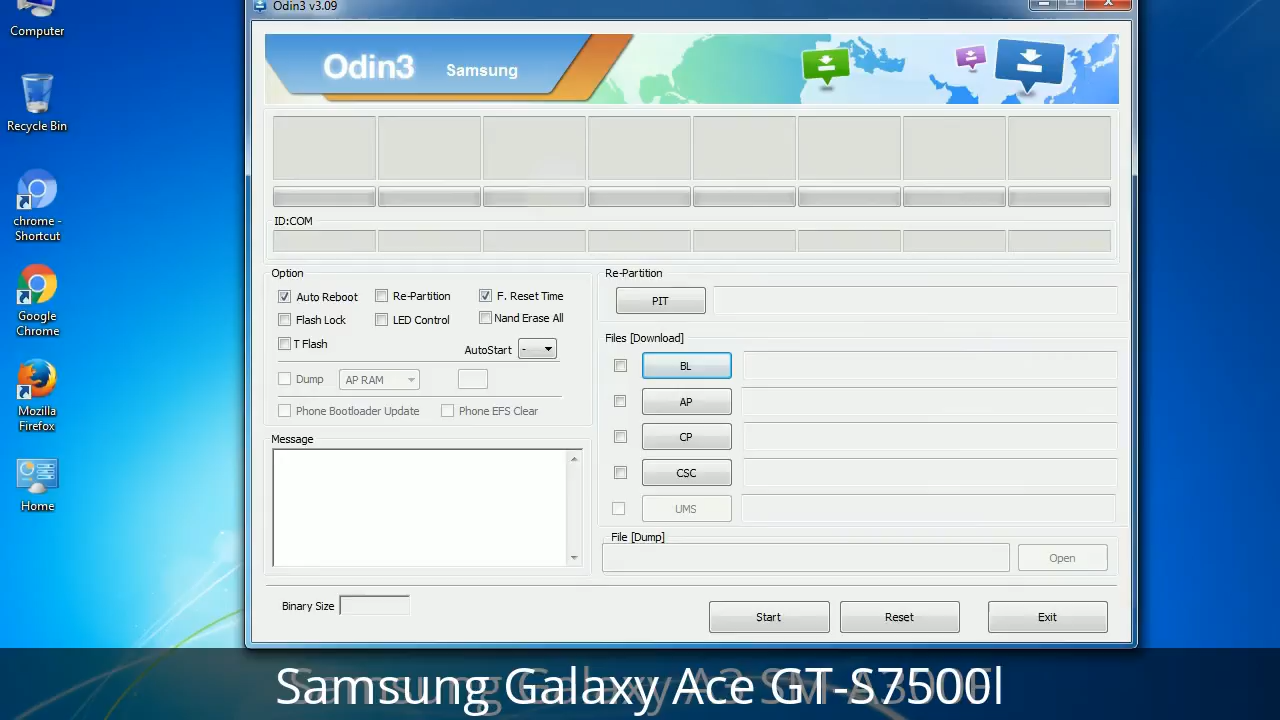 Computer
Recycle Bin
chrome -
Shortcut
Google
Chrome
Mozilla
Firefox
Home
Odin3 v3.09
Odin3 Samsung
ID:COM
Option
Auto Reboot Re-Partition F. Reset Time
Flash Lock LED Control Nand Erase All
T Flash AutoStart -
Dump AP RAM
Phone Bootloader Update Phone EFS Clear
Message
Re-Partition
PIT
Files [Download]
BL
AP
CP
CSC
UMS
File [Dump]
Open
Binary Size
Start Reset Exit
Samsung Galaxy Ace GT-S7500l